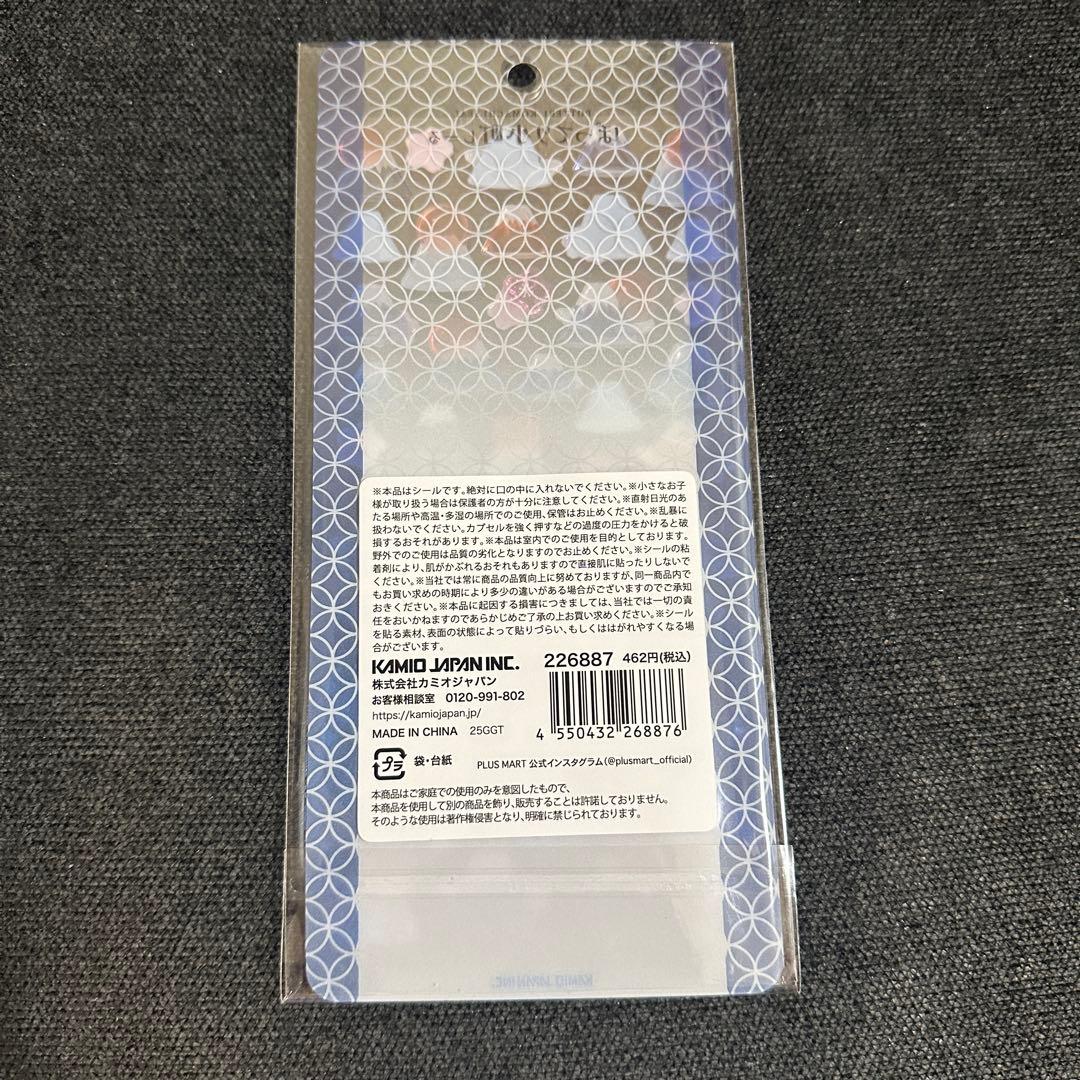 ぽってり小町しーる
※本品はシールです。絶対に口の中に入れないでください。※小さなお子
様が取り扱う場合は保護者の方が十分に注意してください。※直射日光のあ
たる場所や高温・多湿の場所でのご使用、保管はお止めください。※乱暴に
扱わないでください。カプセルを強く押すなどの過度の圧力をかけると破
損するおそれがあります。※本品は室内でのご使用を目的としております。
野外でのご使用は品質の劣化となりますのでお止めください。※シールの粘
着剤により、肌がかぶれるおそれもありますので直接肌に貼ったりしないで
ください。※当社では常に商品の品質向上に努めておりますが、同一商品内で
もお買い求めの時期により多少の違いがある場合がございますのでご承知
おきください。※本品に起因する損害につきましては、当社では一切の責
任をおいかねますのであらかじめご了承の上お買い求めください。※シール
を貼る素材、表面の状態によって貼りづらい、もしくははがれやすくなる場
合がございます。
KAMIO JAPAN INC. 226887 462円(税込)
株式会社カミオジャパン
お客様相談室 0120-991-802
https://kamiojapan.jp/
MADE IN CHINA 25GGT
4 550432 268876
プラ 袋・台紙 PLUS MART 公式インスタグラム(@plusmart_official)
本商品はご家庭での使用のみを意図したもので、
本商品を使用して別の商品を飾り、販売することは許諾しておりません。
そのような使用は著作権侵害となり、明確に禁じられております。
KAMIO JAPAN INC.